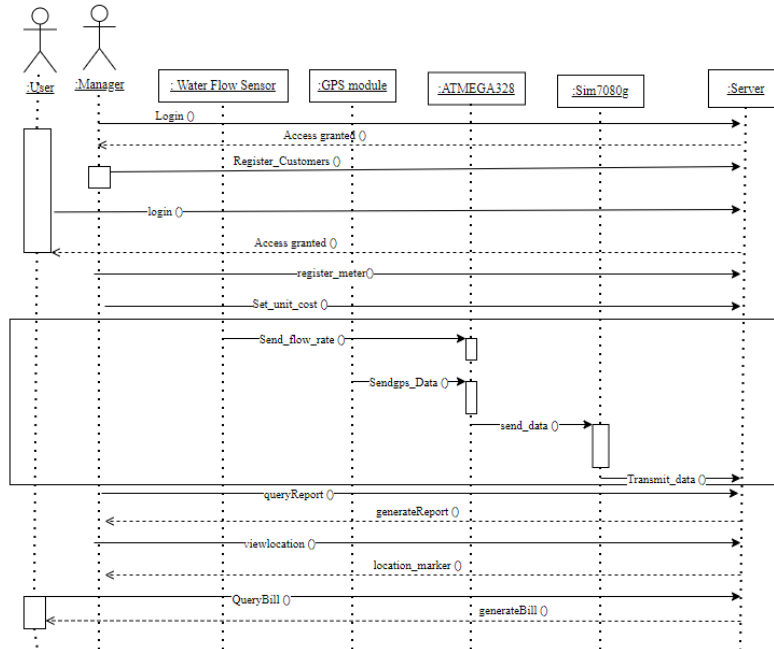 :User
:Manager
: Water Flow Sensor
:GPS module
:ATMEGA328
:Sim7080g
:Server
Login ()
Access granted ()
Register_Customers ()
login ()
Access granted ()
register_meter()
Set_unit_cost ()
Send_flow_rate ()
Sendgps_Data ()
send_data ()
Transmit_data ()
queryReport ()
generateReport ()
viewlocation ()
location_marker ()
QueryBill ()
generateBill ()